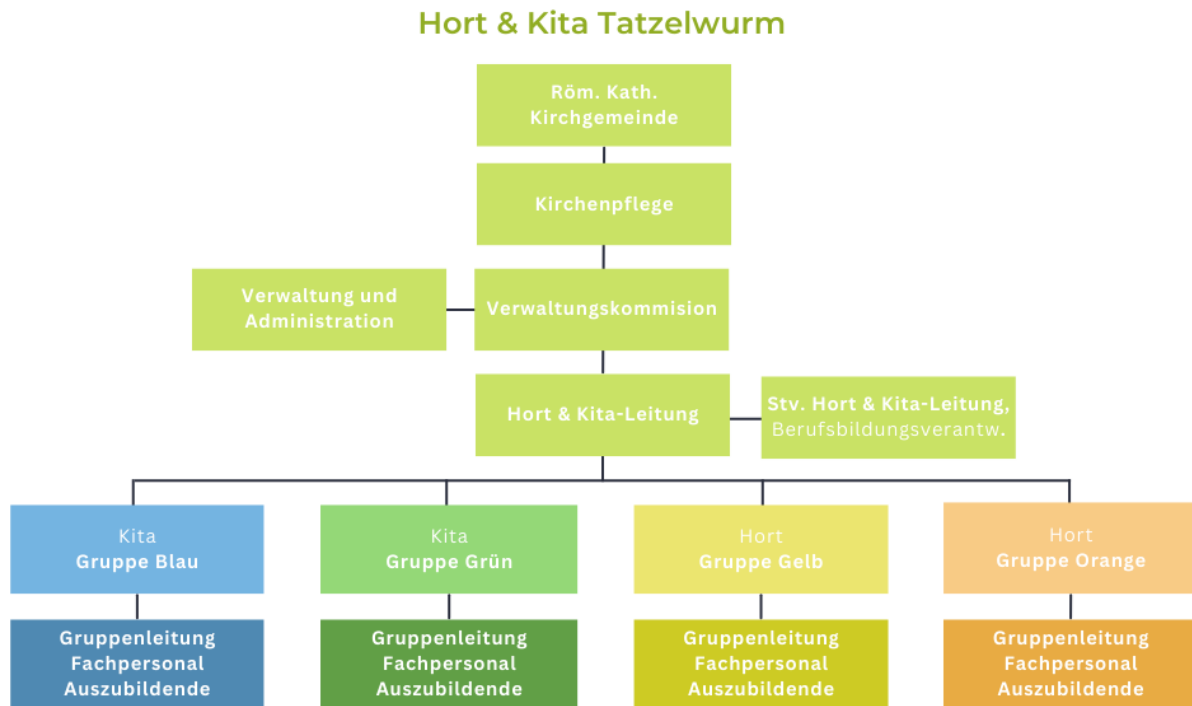 Hort & Kita Tatzelwurm
Röm. Kath.
Kirchgemeinde
Kirchenpflege
Verwaltung und
Administration
Verwaltungskommision
Hort & Kita-Leitung
Stv. Hort & Kita-Leitung,
Berufsbildungsverantw.
Kita
Gruppe Blau
Kita
Gruppe Grün
Hort
Gruppe Gelb
Hort
Gruppe Orange
Gruppenleitung
Fachpersonal
Auszubildende
Gruppenleitung
Fachpersonal
Auszubildende
Gruppenleitung
Fachpersonal
Auszubildende
Gruppenleitung
Fachpersonal
Auszubildende